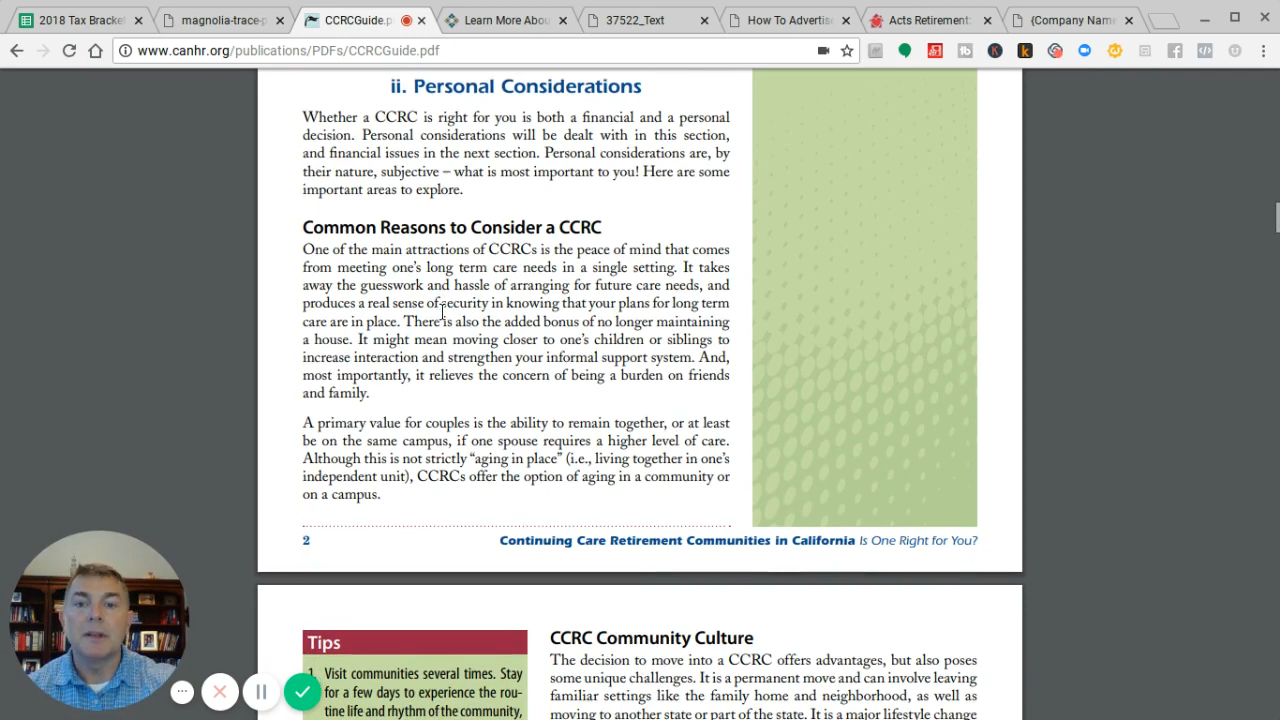 2018 Tax Bracket
magnolia-trace-p
CCRCGuide.p
Learn More Abou
37522_Text
How To Advertise
Acts Retirement:
{Company Name
www.canhr.org/publications/PDFs/CCRCGuide.pdf
ii. Personal Considerations
Whether a CCRC is right for you is both a financial and a personal
decision. Personal considerations will be dealt with in this section,
and financial issues in the next section. Personal considerations are, by
their nature, subjective – what is most important to you! Here are some
important areas to explore.
Common Reasons to Consider a CCRC
One of the main attractions of CCRCs is the peace of mind that comes
from meeting one's long term care needs in a single setting. It takes
away the guesswork and hassle of arranging for future care needs, and
produces a real sense of security in knowing that your plans for long term
care are in place. There is also the added bonus of no longer maintaining
a house. It might mean moving closer to one's children or siblings to
increase interaction and strengthen your informal support system. And,
most importantly, it relieves the concern of being a burden on friends
and family.
A primary value for couples is the ability to remain together, or at least
be on the same campus, if one spouse requires a higher level of care.
Although this is not strictly "aging in place" (i.e., living together in one's
independent unit), CCRCs offer the option of aging in a community or
on a campus.
2
Continuing Care Retirement Communities in California Is One Right for You?
Tips
1. Visit communities several times. Stay
for a few days to experience the rou-
tine life and rhythm of the community,
CCRC Community Culture
The decision to move into a CCRC offers advantages, but also poses
some unique challenges. It is a permanent move and can involve leaving
familiar settings like the family home and neighborhood, as well as
moving to another state or part of the state. It is a major lifestyle change